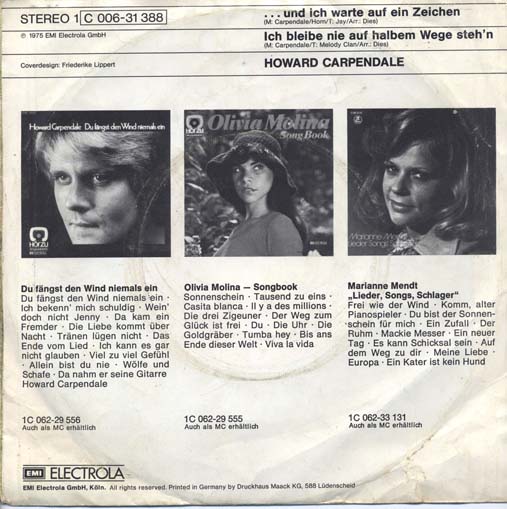 STEREO 1 C 006-31 388
℗ 1975 EMI Electrola GmbH
Coverdesign: Friederike Lippert
...und ich warte auf ein Zeichen
(M: Carpendale/Horn/T: Jay/Arr.: Dies)
Ich bleibe nie auf halbem Wege steh'n
(M: Carpendale/T: Melody Clan/Arr.: Dies)
HOWARD CARPENDALE
Howard Carpendale Du fängst den Wind niemals ein
HÖRZU
Olivia Molina
Song Book
HÖRZU
Marianne Mendt
Lieder Songs
Du fängst den Wind niemals ein
Du fängst den Wind niemals ein ·
Ich bekenn' mich schuldig · Wein'
doch nicht Jenny · Da kam ein
Fremder · Die Liebe kommt über
Nacht · Tränen lügen nicht · Das
Ende vom Lied · Ich kann es gar
nicht glauben · Viel zu viel Gefühl
· Allein bist du nie · Wölfe und
Schafe · Da nahm er seine Gitarre
Howard Carpendale
1C 062-29 556
Auch als MC erhältlich
Olivia Molina – Songbook
Sonnenschein · Tausend zu eins ·
Casita blanca · Il y a des millions ·
Die drei Zigeuner · Der Weg zum
Glück ist frei · Du · Die Uhr · Die
Goldgräber · Tumba hey · Bis ans
Ende dieser Welt · Viva la vida
1C 062-29 555
Auch als MC erhältlich
Marianne Mendt
„Lieder, Songs, Schlager"
Frei wie der Wind · Komm, alter
Pianospieler · Du bist der Sonnen-
schein für mich · Ein Zufall · Der
Ruhm · Mackie Messer · Ein neuer
Tag · Es kann Schicksal sein · Auf
dem Weg zu dir · Meine Liebe ·
Europa · Ein Kater ist kein Hund
1C 062-33 131
Auch als MC erhältlich
EMI ELECTROLA
EMI Electrola GmbH, Köln. All rights reserved. Printed in Germany by Druckhaus Maack KG, 588 Lüdenscheid